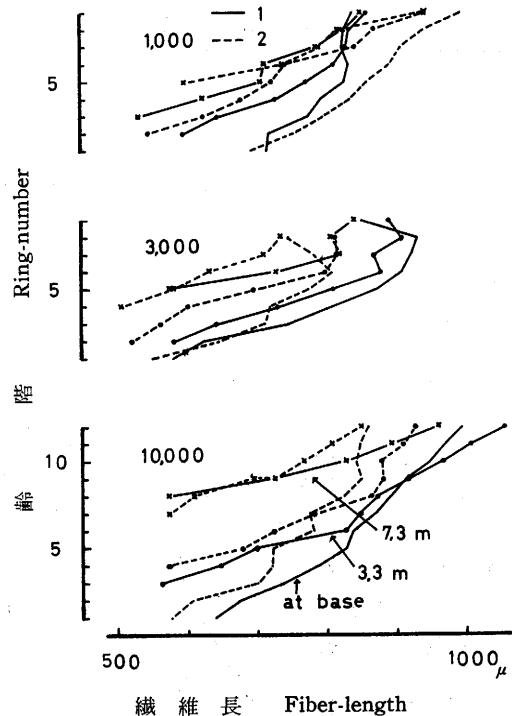 1
2
1,000
5
3,000
5
10,000
10
5
7,3 m
3,3 m
at base
500
1000 μ
繊維長 Fiber-length
Ring-number
齢階